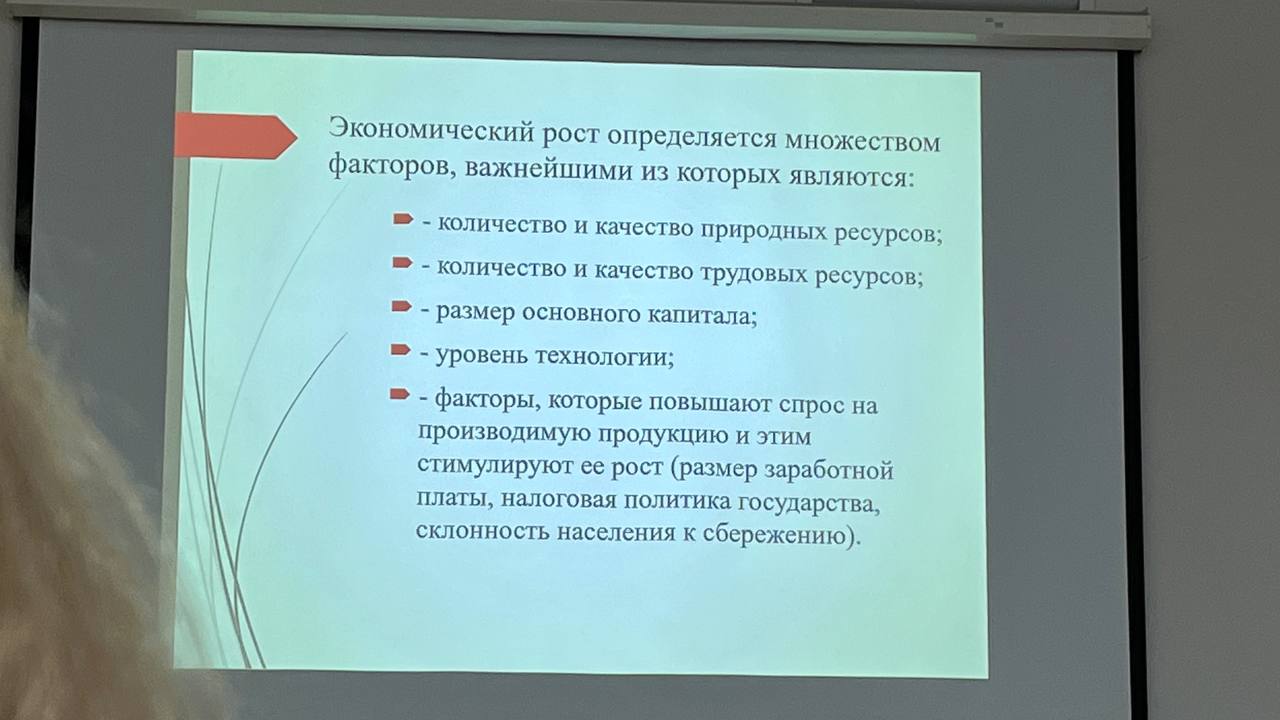 Экономический рост определяется множеством
факторов, важнейшими из которых являются:
- количество и качество природных ресурсов;
- количество и качество трудовых ресурсов;
- размер основного капитала;
- уровень технологии;
- факторы, которые повышают спрос на
производимую продукцию и этим
стимулируют ее рост (размер заработной
платы, налоговая политика государства,
склонность населения к сбережению).